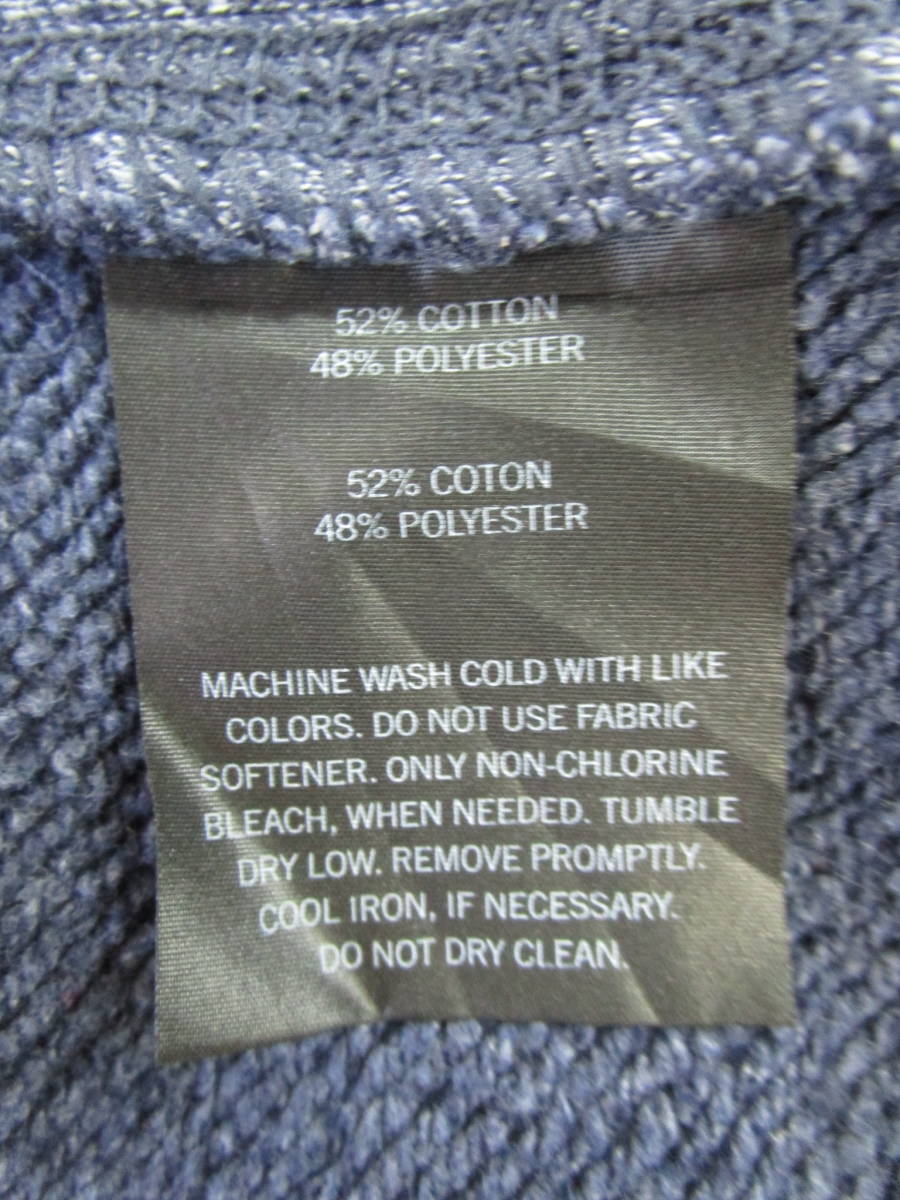 52% COTTON
48% POLYESTER
52% COTON
48% POLYESTER
MACHINE WASH COLD WITH LIKE
COLORS. DO NOT USE FABRIC
SOFTENER. ONLY NON-CHLORINE
BLEACH, WHEN NEEDED. TUMBLE
DRY LOW. REMOVE PROMPTLY.
COOL IRON, IF NECESSARY.
DO NOT DRY CLEAN.